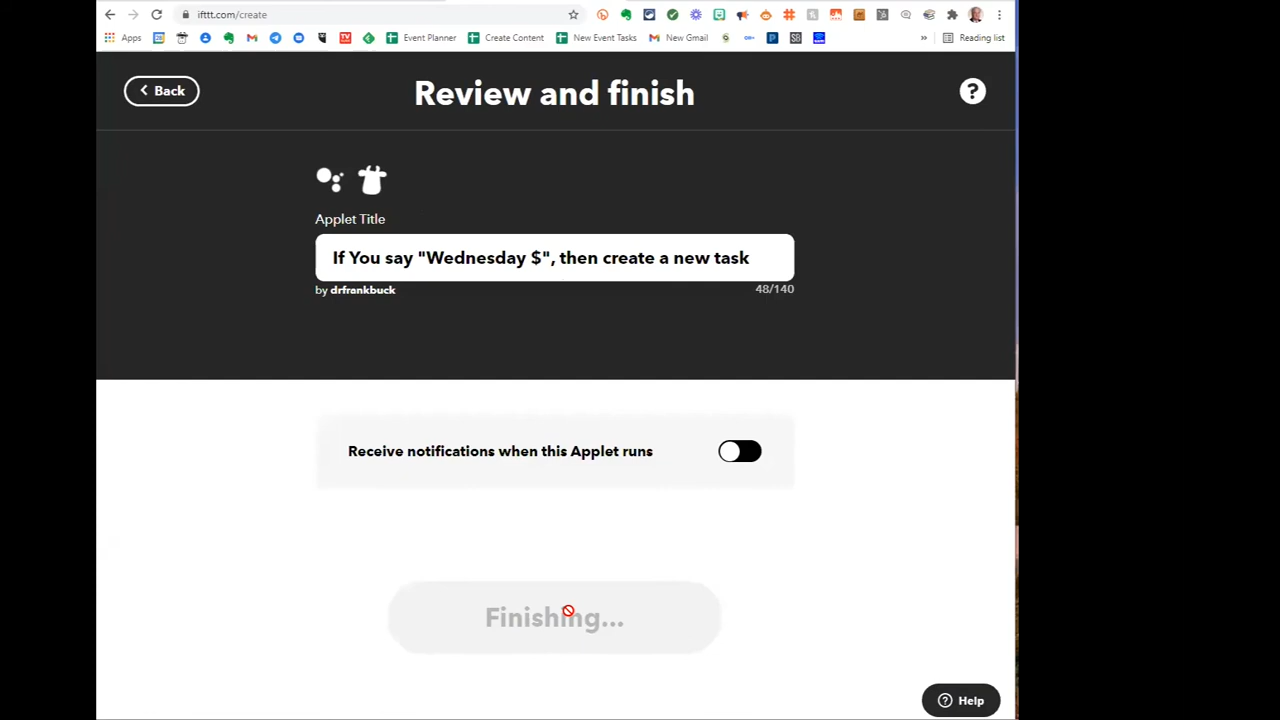 ifttt.com/create
Apps Event Planner Create Content New Event Tasks New Gmail » Reading list
Back
Review and finish
?
Applet Title
If You say "Wednesday $", then create a new task
by drfrankbuck 48/140
Receive notifications when this Applet runs
Finishing...
? Help